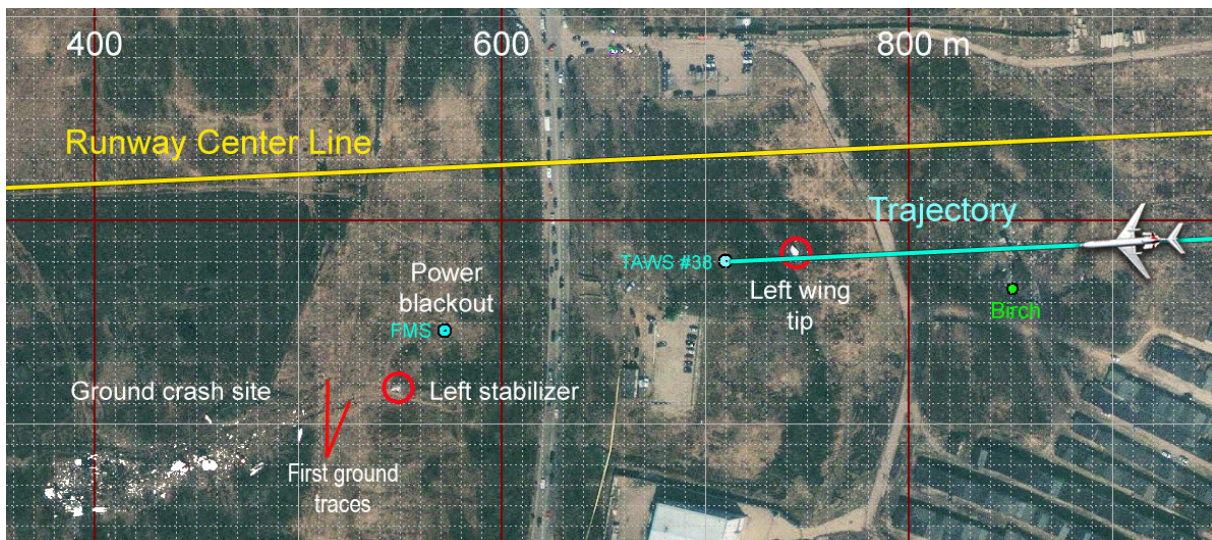 400
600
800 m
Runway Center Line
Trajectory
TAWS #38
Power
blackout
Left wing
tip
Birch
FMS
Ground crash site
Left stabilizer
First ground
traces